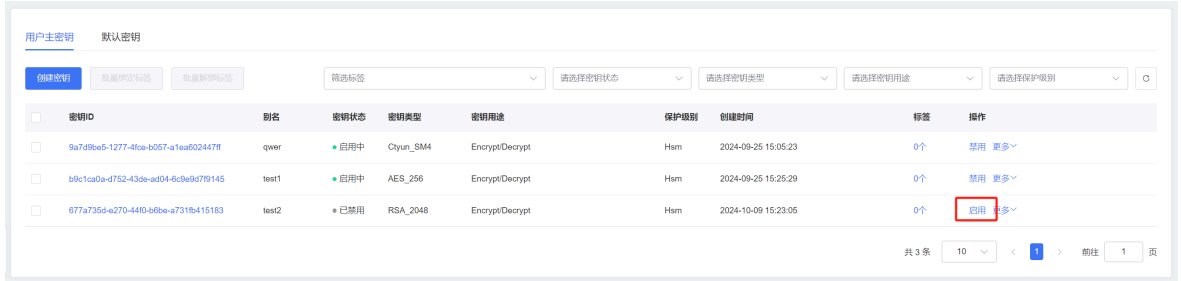 用户主密钥 默认密钥
创建密钥 批量绑定标签 批量解绑标签 筛选标签 请选择密钥状态 请选择密钥类型 请选择密钥用途 请选择保护级别
密钥ID 别名 密钥状态 密钥类型 密钥用途 保护级别 创建时间 标签 操作
9a7d9be5-1277-4fce-b057-a1ea602447ff qwer 启用中 Ctyun_SM4 Encrypt/Decrypt Hsm 2024-09-25 15:05:23 0个 禁用 更多
b9c1ca0a-d752-43de-ad04-6c9e9d7f9145 test1 启用中 AES_256 Encrypt/Decrypt Hsm 2024-09-25 15:25:29 0个 禁用 更多
677a735d-e270-44f0-b6be-a731fb415183 test2 已禁用 RSA_2048 Encrypt/Decrypt Hsm 2024-10-09 15:23:05 0个 启用 更多
共 3 条 10 1 前往 1 页